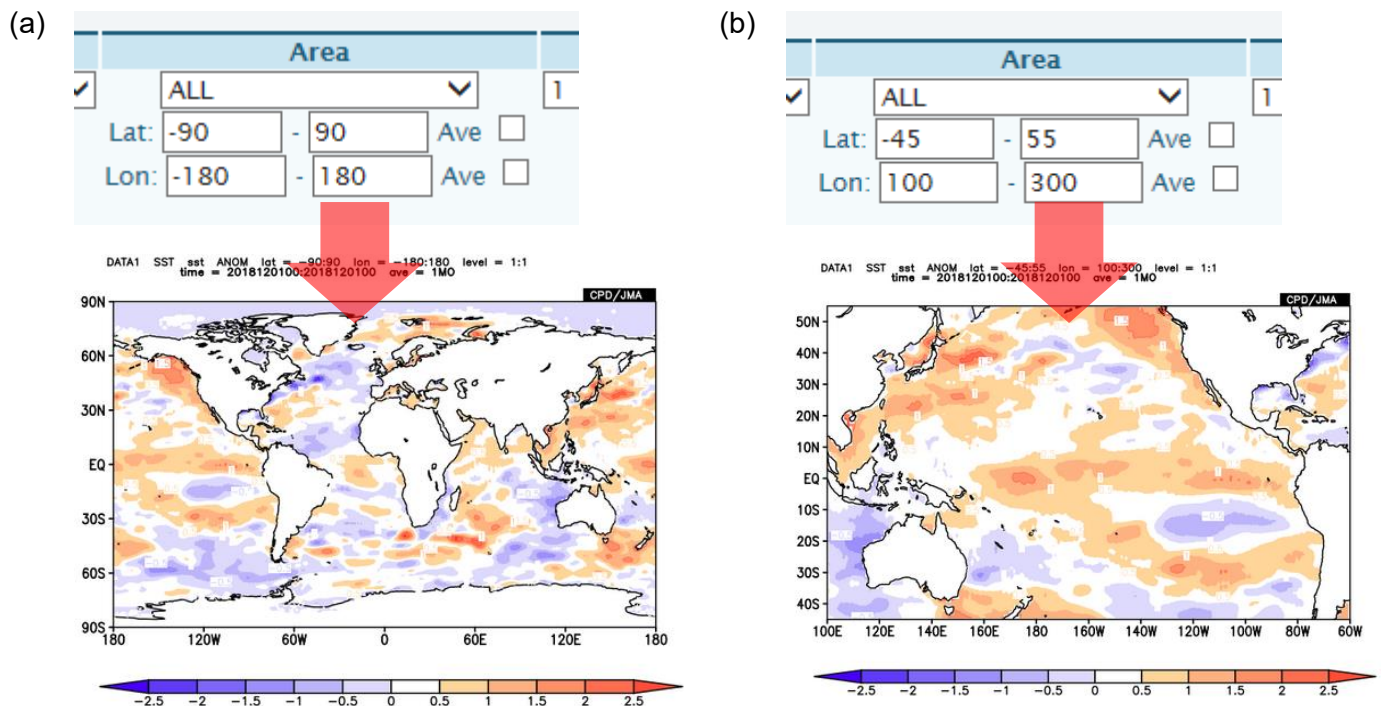 (a)
Area
ALL
1
Lat: -90 - 90 Ave
Lon: -180 - 180 Ave
DATA1 SST sst ANOM lat = -90:90 lon = -180:180 level = 1:1
time = 2018120100:2018120100 ave = 1MO
CPD/JMA
90N
60N
30N
EQ
30S
60S
90S
180 120W 60W 0 60E 120E 180
-2.5 -2 -1.5 -1 -0.5 0 0.5 1 1.5 2 2.5
(b)
Area
ALL
1
Lat: -45 - 55 Ave
Lon: 100 - 300 Ave
DATA1 SST sst ANOM lat = -45:55 lon = 100:300 level = 1:1
time = 2018120100:2018120100 ave = 1MO
CPD/JMA
50N
40N
30N
20N
10N
EQ
10S
20S
30S
40S
100E 120E 140E 160E 180 160W 140W 120W 100W 80W 60W
-2.5 -2 -1.5 -1 -0.5 0 0.5 1 1.5 2 2.5